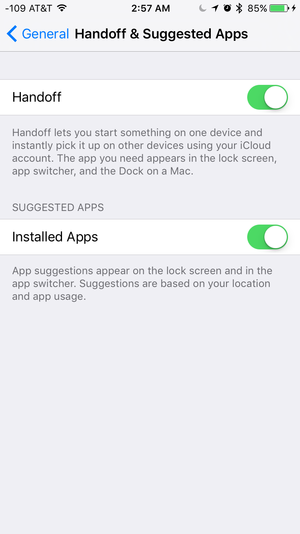 -109 AT&T 2:57 AM 85%
General Handoff & Suggested Apps
Handoff
Handoff lets you start something on one device and
instantly pick it up on other devices using your iCloud
account. The app you need appears in the lock screen,
app switcher, and the Dock on a Mac.
SUGGESTED APPS
Installed Apps
App suggestions appear on the lock screen and in the
app switcher. Suggestions are based on your location
and app usage.